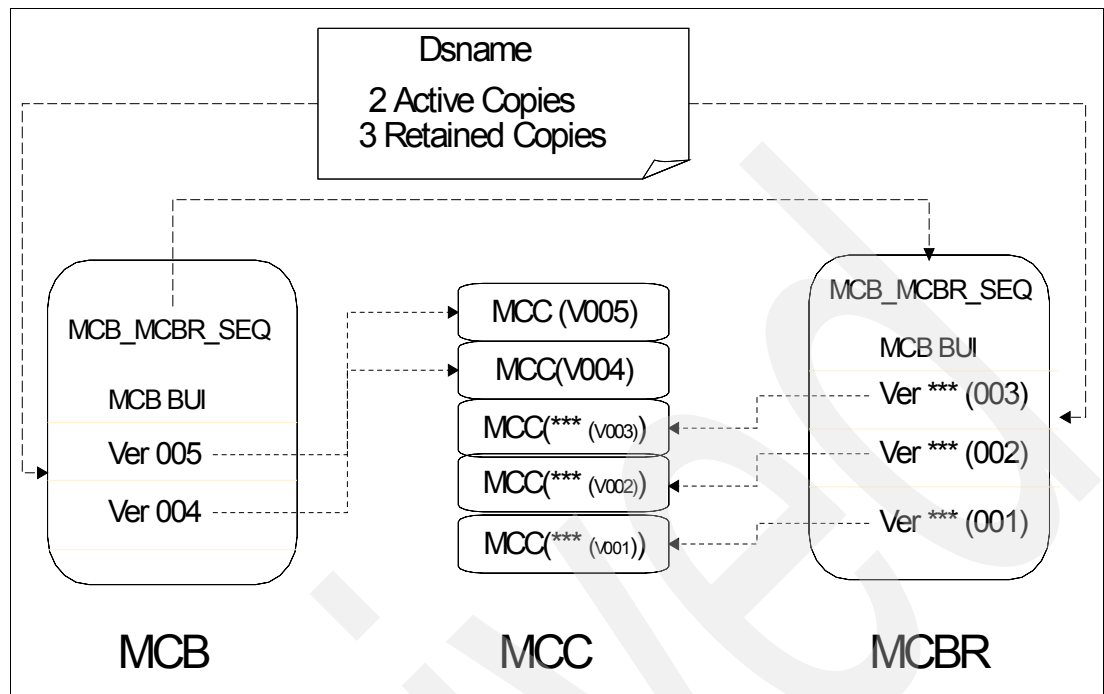 Dsname
2 Active Copies
3 Retained Copies
MCB_MCBR_SEQ
MCB BUI
Ver 005
Ver 004
MCC (V005)
MCC(V004)
MCC(*** (V003))
MCC(*** (V002))
MCC(*** (V001))
MCB_MCBR_SEQ
MCB BUI
Ver *** (003)
Ver *** (002)
Ver *** (001)
MCB
MCC
MCBR